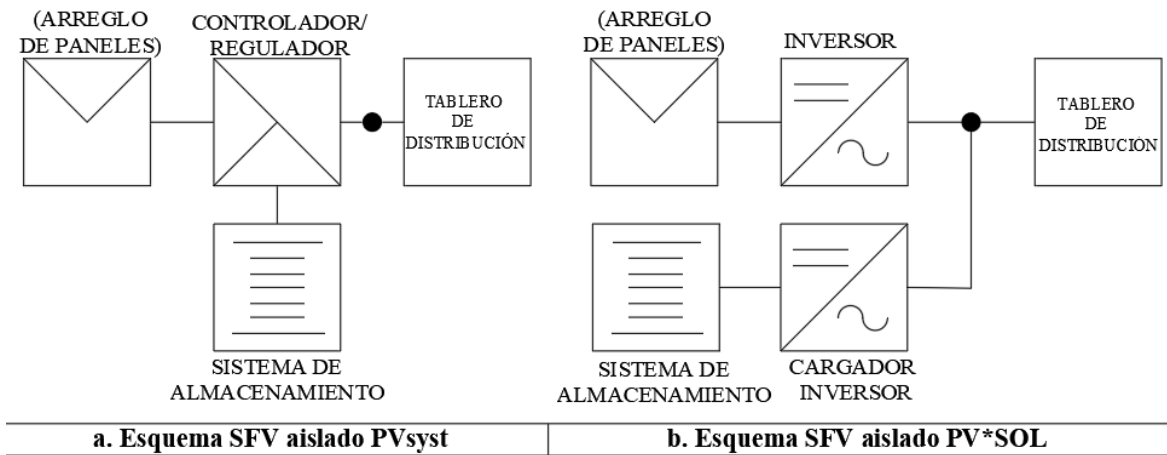 (ARREGLO
DE PANELES)
CONTROLADOR/
REGULADOR
TABLERO
DE
DISTRIBUCIÓN
SISTEMA DE
ALMACENAMIENTO
a. Esquema SFV aislado PVsyst
(ARREGLO
DE PANELES)
INVERSOR
TABLERO
DE
DISTRIBUCIÓN
SISTEMA DE
ALMACENAMIENTO
CARGADOR
INVERSOR
b. Esquema SFV aislado PV*SOL